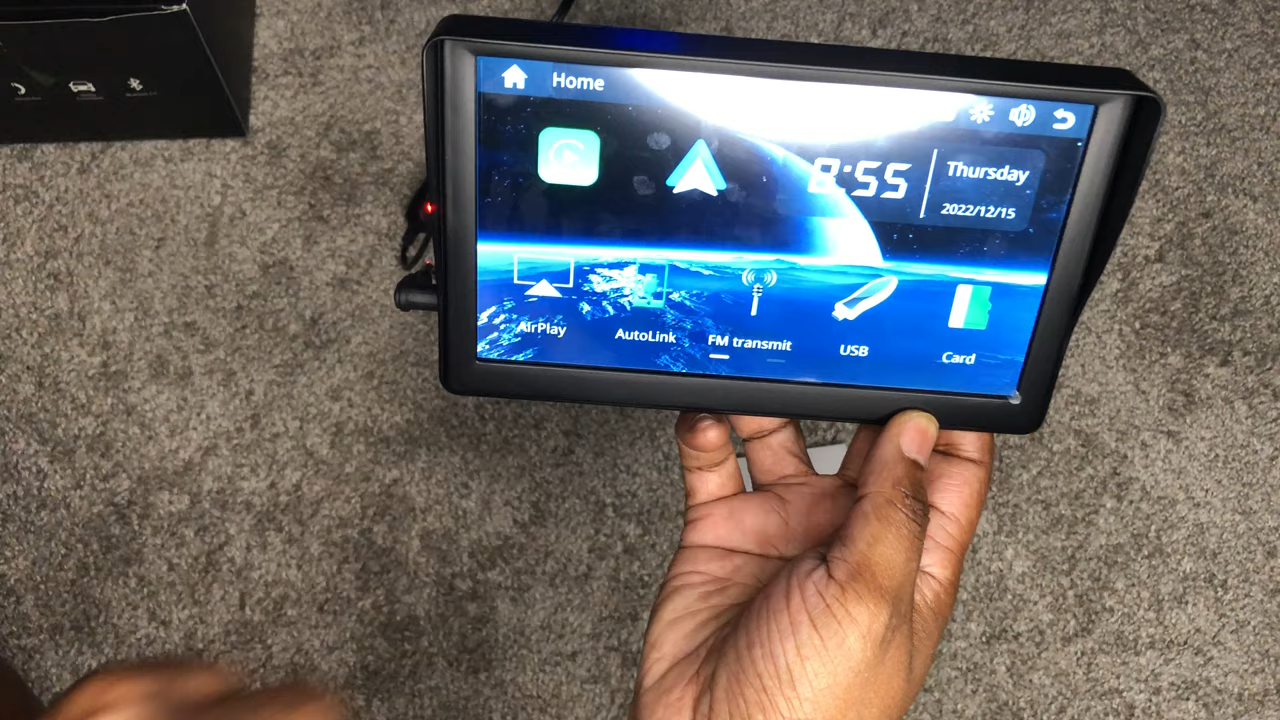 Home
8:55
Thursday
2022/12/15
AirPlay
AutoLink
FM transmit
USB
Card